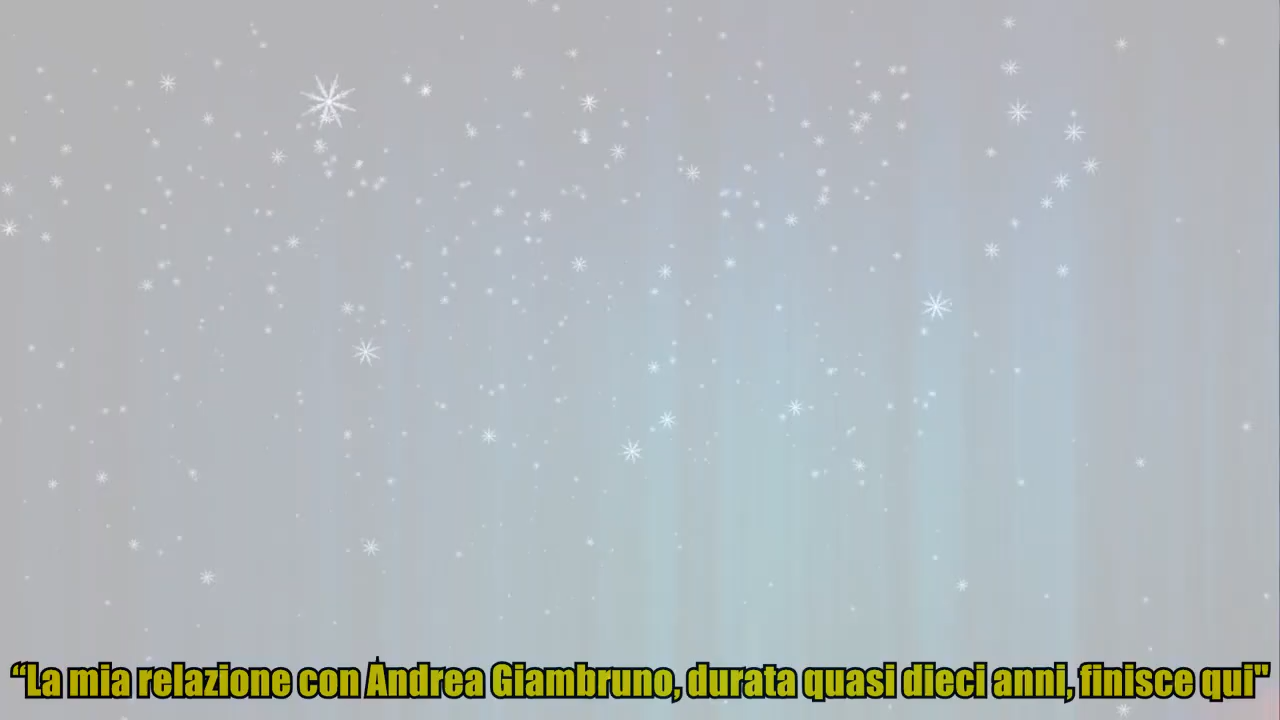 “La mia relazione con Andrea Giambruno, durata quasi dieci anni, finisce qui"